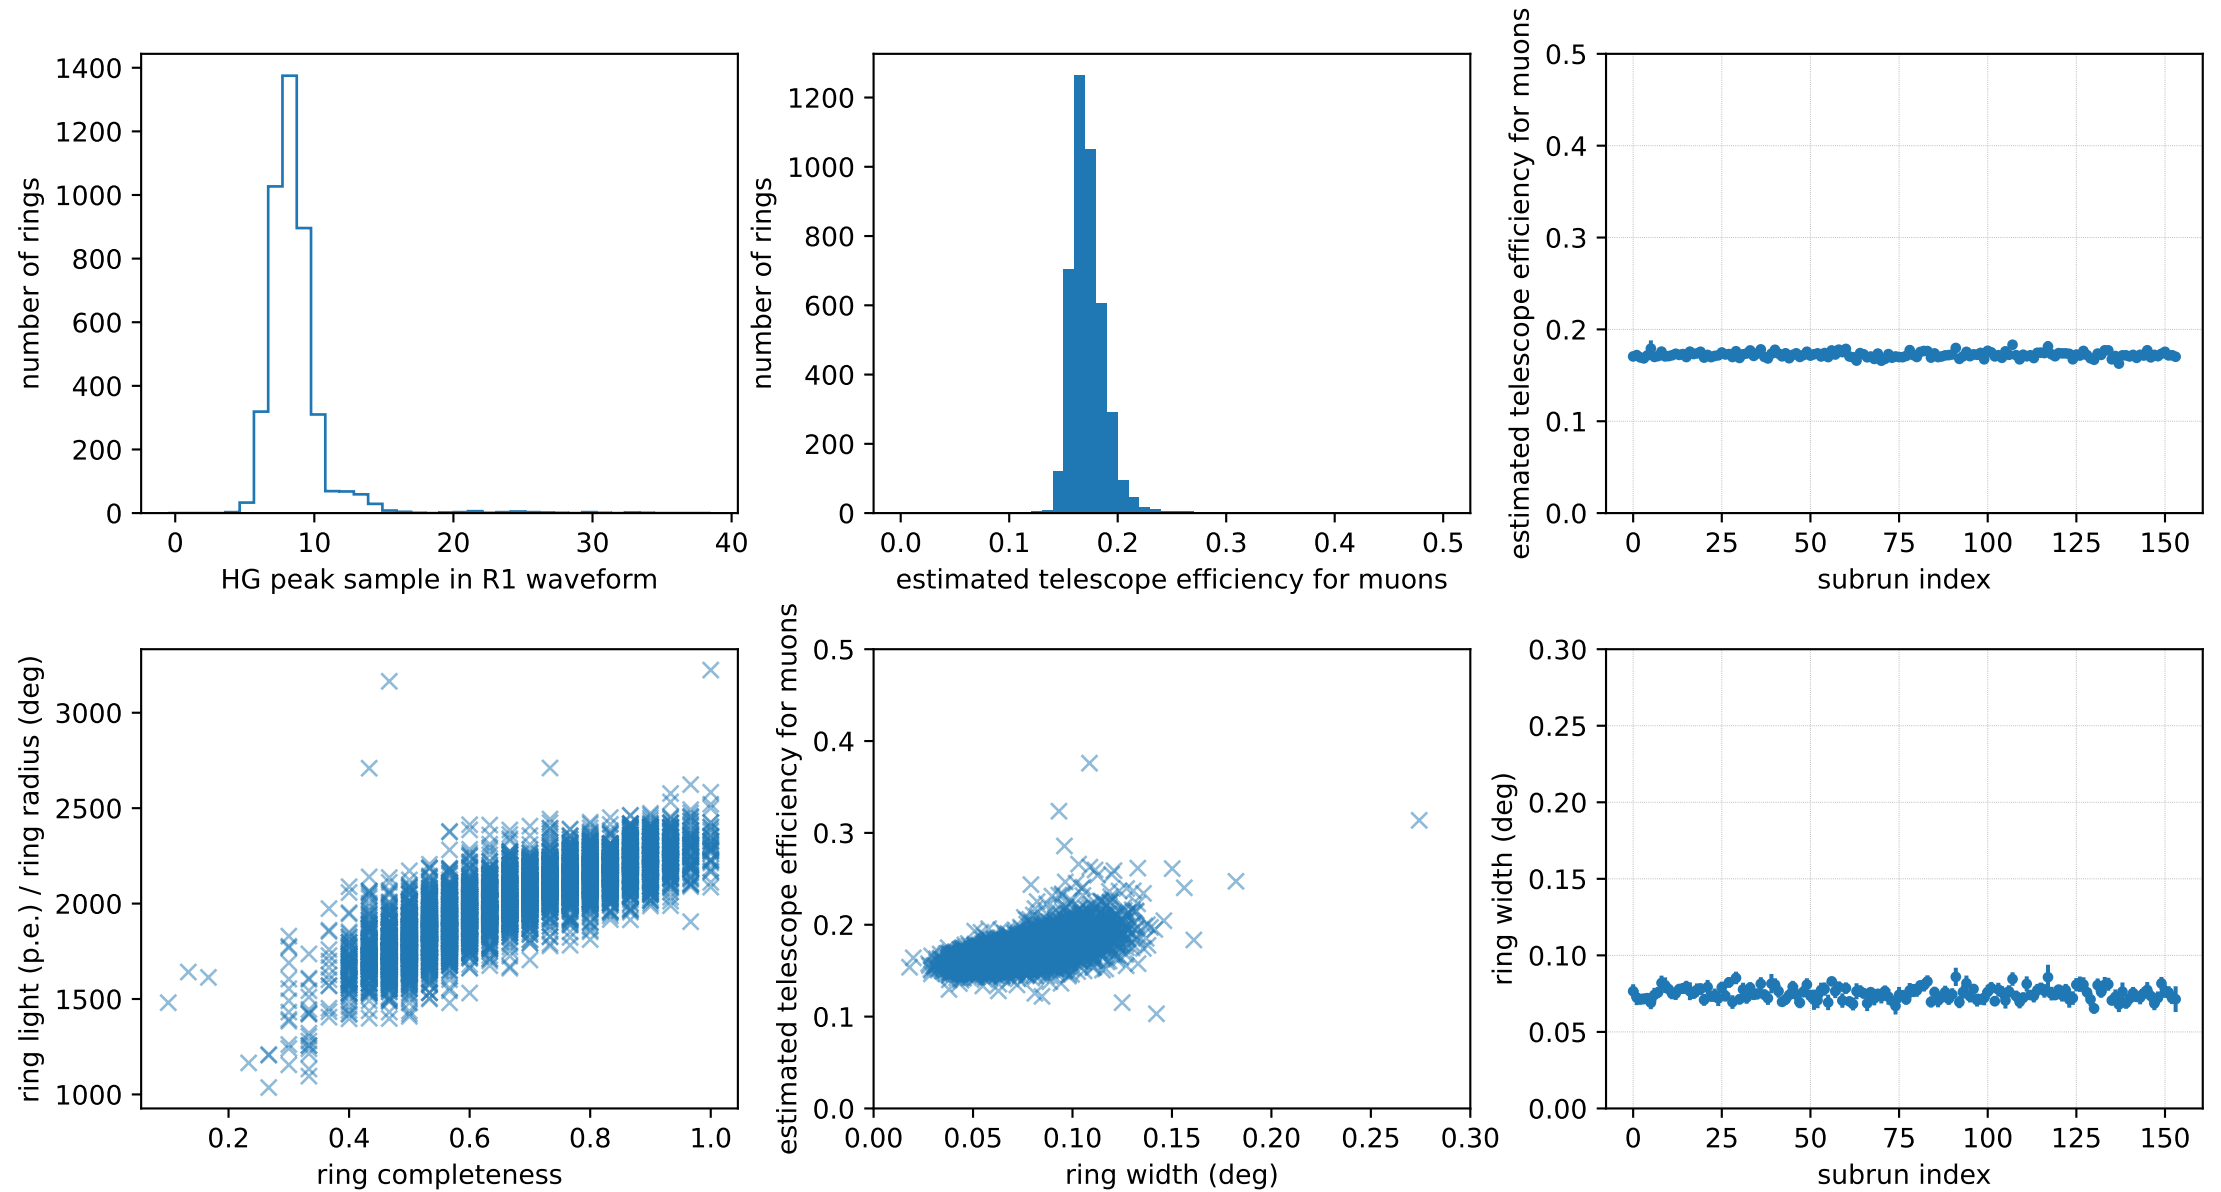 number of rings
1400
1200
1000
800
600
400
200
0
0 10 20 30 40
HG peak sample in R1 waveform
number of rings
1200
1000
800
600
400
200
0
0.0 0.1 0.2 0.3 0.4 0.5
estimated telescope efficiency for muons
estimated telescope efficiency for muons
0.5
0.4
0.3
0.2
0.1
0.0
0 25 50 75 100 125 150
subrun index
ring light (p.e.) / ring radius (deg)
3000
2500
2000
1500
1000
0.2 0.4 0.6 0.8 1.0
ring completeness
estimated telescope efficiency for muons
0.5
0.4
0.3
0.2
0.1
0.0
0.00 0.05 0.10 0.15 0.20 0.25 0.30
ring width (deg)
ring width (deg)
0.30
0.25
0.20
0.15
0.10
0.05
0.00
0 25 50 75 100 125 150
subrun index